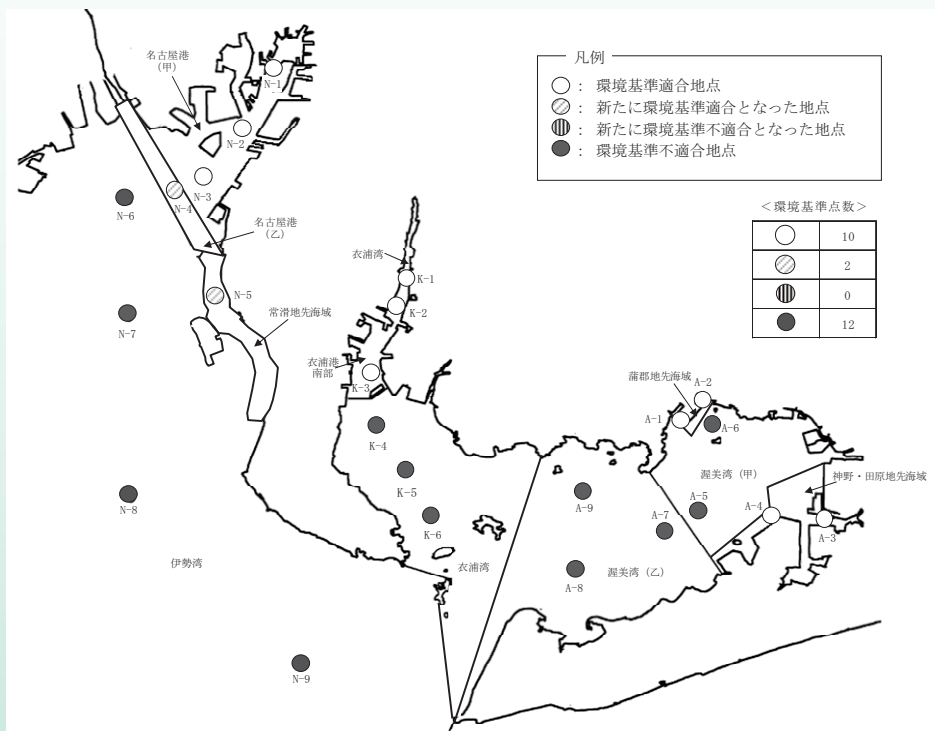 凡例
○ : 環境基準適合地点
: 新たに環境基準適合となった地点
: 新たに環境基準不適合となった地点
● : 環境基準不適合地点
＜環境基準点数＞
10
2
0
12
名古屋港
(甲)
N-1
N-2
N-3
N-4
N-6
名古屋港
(乙)
衣浦湾
K-1
N-5
K-2
N-7
常滑地先海域
衣浦港
南部
K-3
蒲郡地先海域
A-2
A-1
A-6
K-4
渥美湾（甲）
神野・田原地先海域
K-5
A-9
A-5
A-4
N-8
K-6
A-7
A-3
伊勢湾
衣浦湾
A-8
渥美湾（乙）
N-9